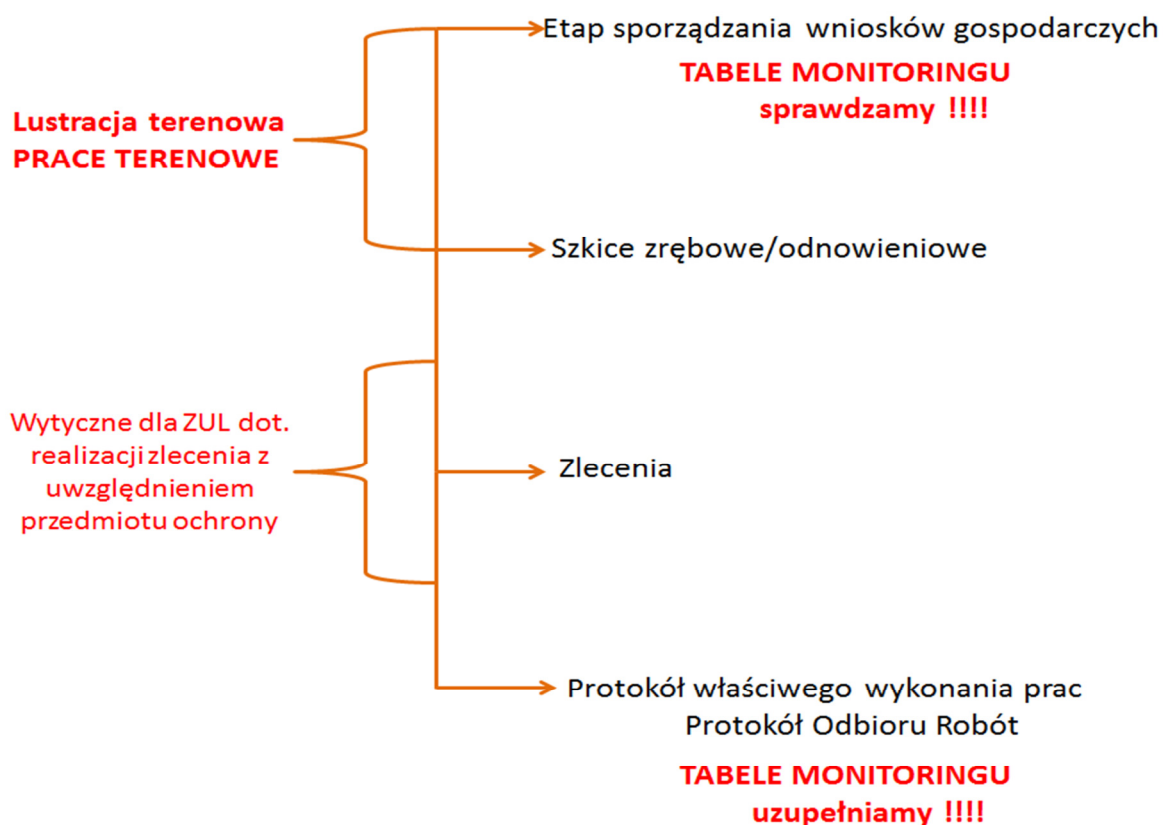 Etap sporządzania wniosków gospodarczych
TABELE MONITORINGU
sprawdzamy !!!!
Lustracja terenowa
PRACE TERENOWE
Szkice zrębowe/odnowieniowe
Wytyczne dla ZUL dot.
realizacji zlecenia z
uwzględnieniem
przedmiotu ochrony
Zlecenia
Protokół właściwego wykonania prac
Protokół Odbioru Robót
TABELE MONITORINGU
uzupełniamy !!!!